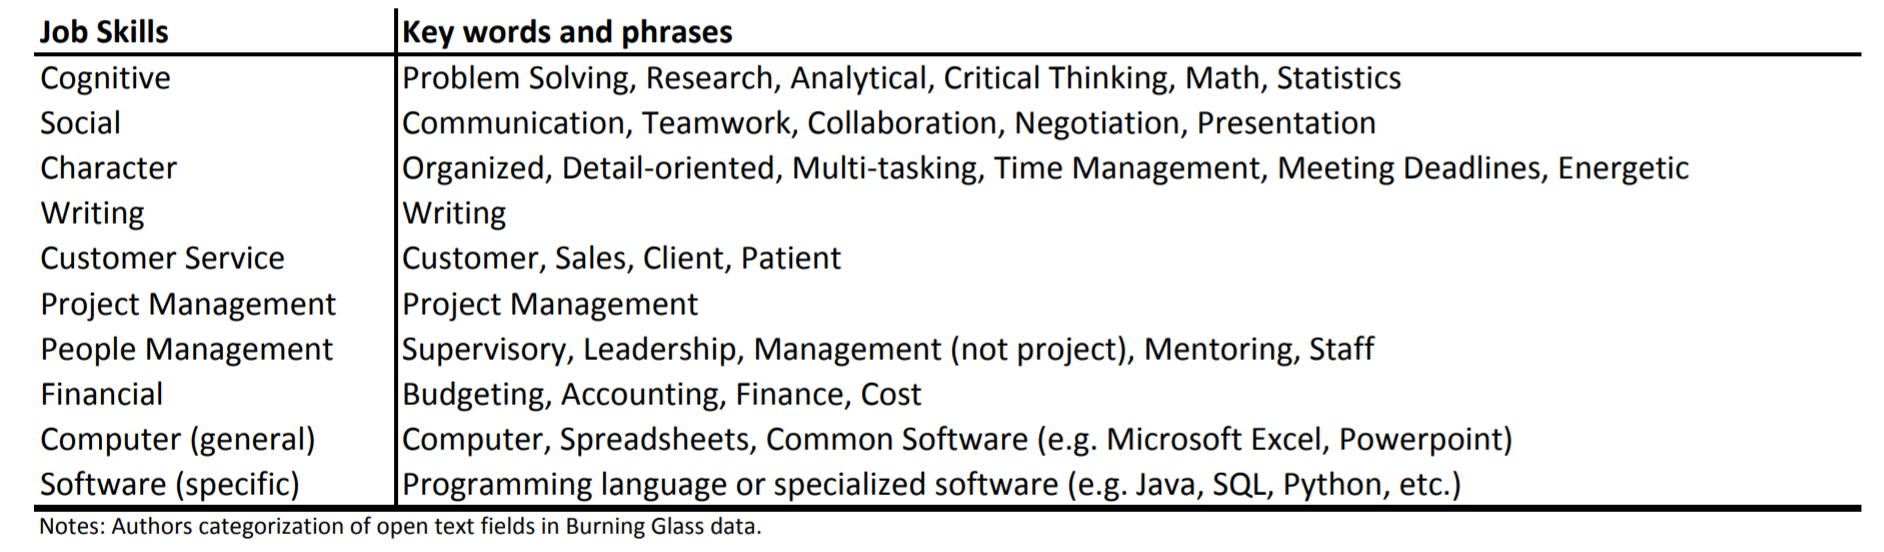 Job Skills Key words and phrases
Cognitive Problem Solving, Research, Analytical, Critical Thinking, Math, Statistics
Social Communication, Teamwork, Collaboration, Negotiation, Presentation
Character Organized, Detail-oriented, Multi-tasking, Time Management, Meeting Deadlines, Energetic
Writing Writing
Customer Service Customer, Sales, Client, Patient
Project Management Project Management
People Management Supervisory, Leadership, Management (not project), Mentoring, Staff
Financial Budgeting, Accounting, Finance, Cost
Computer (general) Computer, Spreadsheets, Common Software (e.g. Microsoft Excel, Powerpoint)
Software (specific) Programming language or specialized software (e.g. Java, SQL, Python, etc.)
Notes: Authors categorization of open text fields in Burning Glass data.